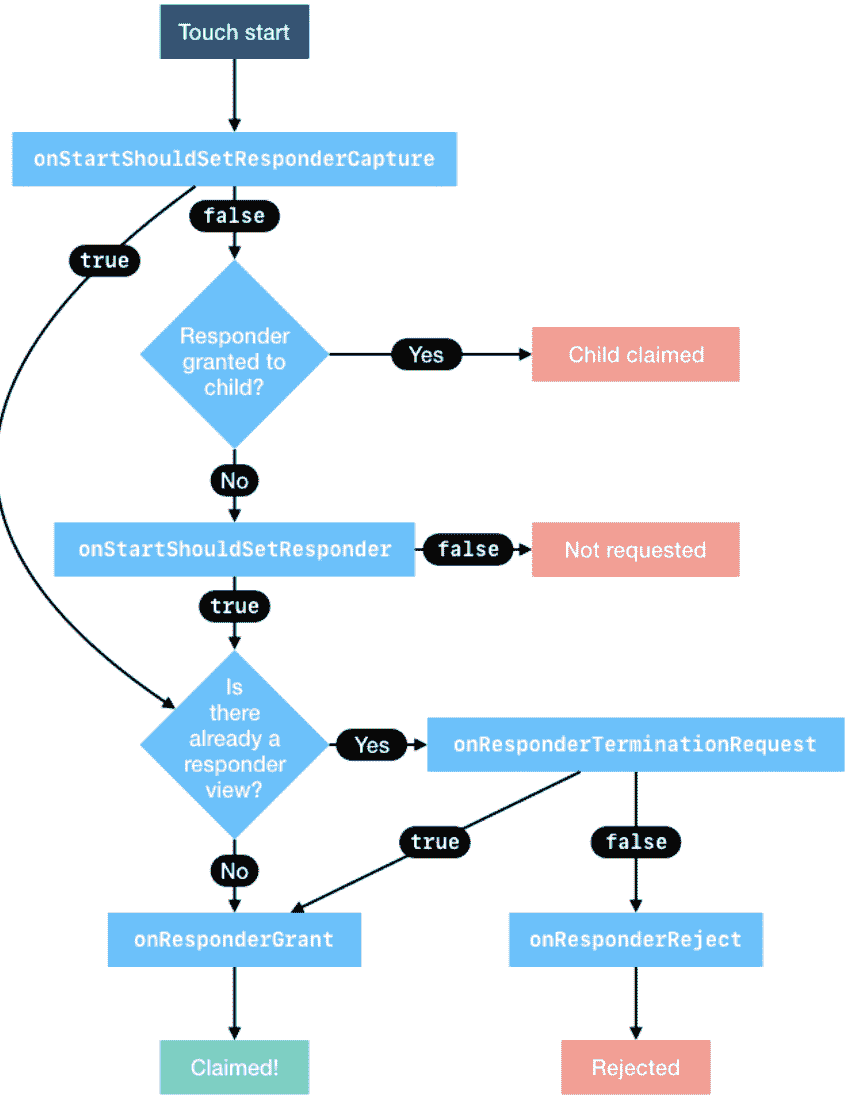 Touch start
onStartShouldSetResponderCapture
false
true
Responder
granted to
child?
Yes
Child claimed
No
onStartShouldSetResponder
false
Not requested
true
Is
there
already a
responder
view?
Yes
onResponderTerminationRequest
true
false
No
onResponderGrant
onResponderReject
Claimed!
Rejected